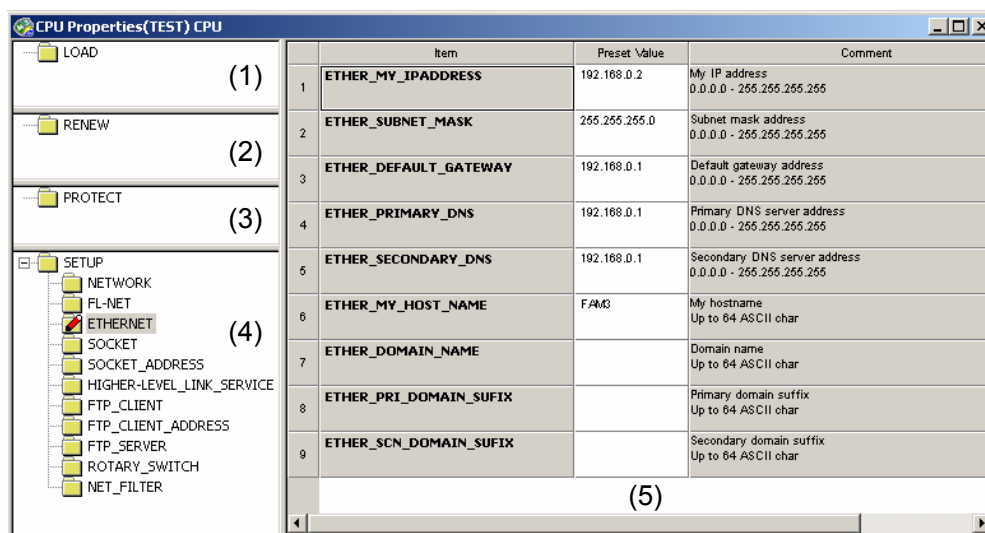 CPU Properties(TEST) CPU
LOAD
(1)
RENEW
(2)
PROTECT
(3)
SETUP
NETWORK
FL-NET
ETHERNET
SOCKET
SOCKET_ADDRESS
HIGHER-LEVEL_LINK_SERVICE
FTP_CLIENT
FTP_CLIENT_ADDRESS
FTP_SERVER
ROTARY_SWITCH
NET_FILTER
(4)
Item Preset Value Comment
1 ETHER_MY_IPADDRESS 192.168.0.2 My IP address
0.0.0.0 - 255.255.255.255
2 ETHER_SUBNET_MASK 255.255.255.0 Subnet mask address
0.0.0.0 - 255.255.255.255
3 ETHER_DEFAULT_GATEWAY 192.168.0.1 Default gateway address
0.0.0.0 - 255.255.255.255
4 ETHER_PRIMARY_DNS 192.168.0.1 Primary DNS server address
0.0.0.0 - 255.255.255.255
5 ETHER_SECONDARY_DNS 192.168.0.1 Secondary DNS server address
0.0.0.0 - 255.255.255.255
6 ETHER_MY_HOST_NAME FAM3 My hostname
Up to 64 ASCII char
7 ETHER_DOMAIN_NAME Domain name
Up to 64 ASCII char
8 ETHER_PRI_DOMAIN_SUFIX Primary domain suffix
Up to 64 ASCII char
9 ETHER_SCN_DOMAIN_SUFIX Secondary domain suffix
Up to 64 ASCII char
(5)